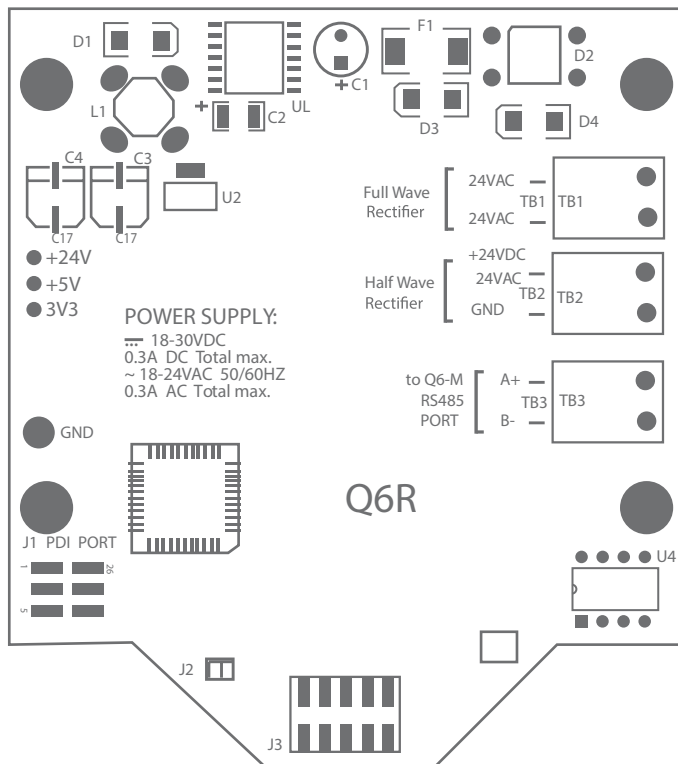 D1
F1
D2
L1
UL
C1
C2
D3
D4
C4
C3
U2
C17
C17
Full Wave
Rectifier
24VAC
24VAC
TB1
TB1
+24V
+5V
3V3
Half Wave
Rectifier
+24VDC
24VAC
GND
TB2
TB2
POWER SUPPLY:
18-30VDC
0.3A DC Total max.
~ 18-24VAC 50/60HZ
0.3A AC Total max.
to Q6-M
RS485
PORT
A+
B-
TB3
TB3
GND
Q6R
J1 PDI PORT
1
26
5
U4
J2
J3